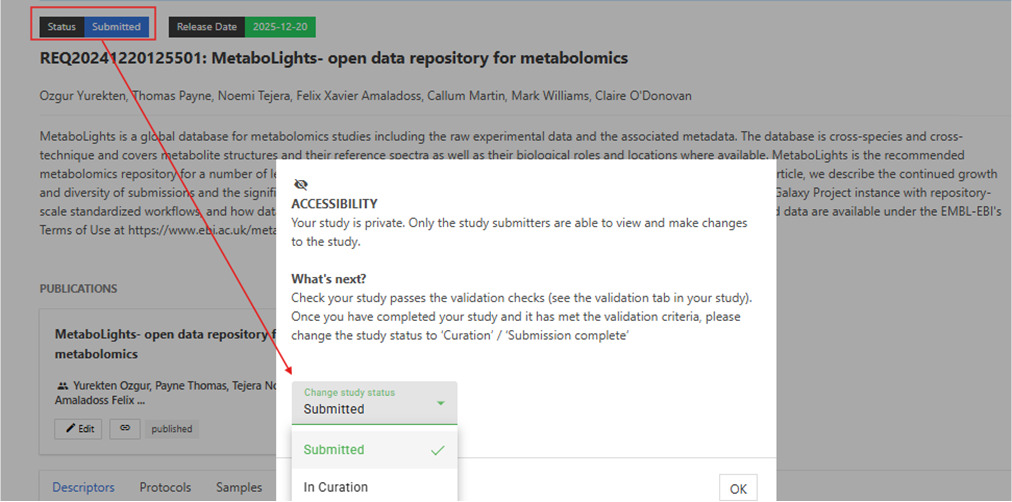 Status Submitted Release Date 2025-12-20
REQ20241220125501: MetaboLights- open data repository for metabolomics
Ozgur Yurekten, Thomas Payne, Noemi Tejera, Felix Xavier Amaladoss, Callum Martin, Mark Williams, Claire O'Donovan
MetaboLights is a global database for metabolomics studies including the raw experimental data and the associated metadata. The database is cross-species and cross-
technique and covers metabolite structures and their reference spectra as well as their biological roles and locations where available. MetaboLights is the recommended
metabolomics repository for a number of le
rticle, we describe the continued growth
and diversity of submissions and the signifi
Galaxy Project instance with repository-
scale standardized workflows, and how dat
d data are available under the EMBL-EBI's
Terms of Use at https://www.ebi.ac.uk/meta
PUBLICATIONS
MetaboLights- open data repository f
metabolomics
Yurekten Ozgur, Payne Thomas, Tejera No
Amaladoss Felix ...
Edit
published
Descriptors Protocols Samples
ACCESSIBILITY
Your study is private. Only the study submitters are able to view and make changes
to the study.
What's next?
Check your study passes the validation checks (see the validation tab in your study).
Once you have completed your study and it has met the validation criteria, please
change the study status to ‘Curation’ / ‘Submission complete’
Change study status
Submitted
Submitted
In Curation
OK